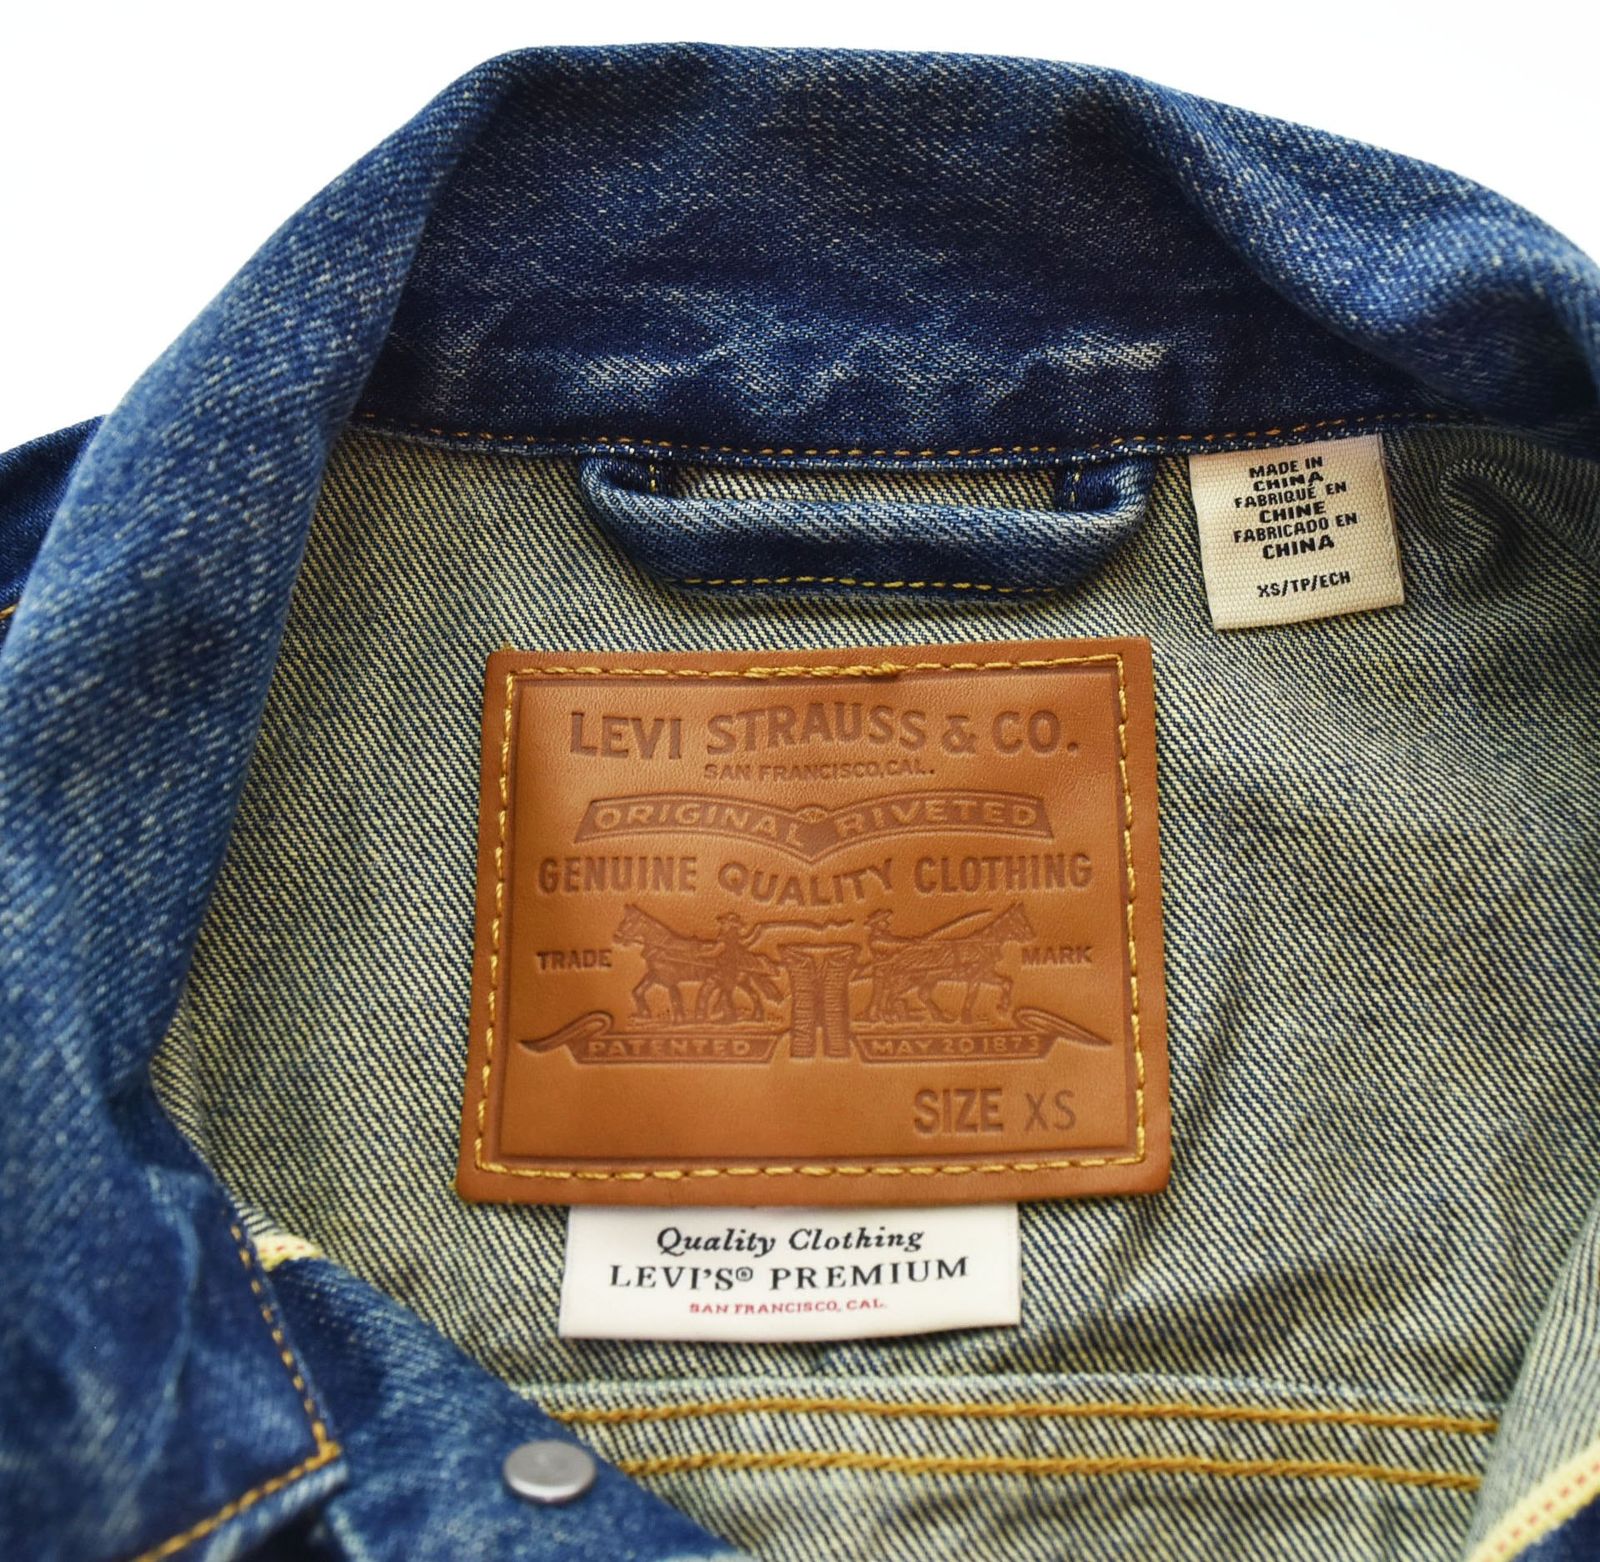 MADE IN
CHINA
FABRIQUÉ EN
CHINE
FABRICADO EN
CHINA
XS/TP/ECH
LEVI STRAUSS & CO.
SAN FRANCISCO, CAL.
ORIGINAL RIVETED
GENUINE QUALITY CLOTHING
TRADE MARK
PATENTED MAY 20 1873
SIZE XS
Quality Clothing
LEVI'S® PREMIUM
SAN FRANCISCO, CAL.